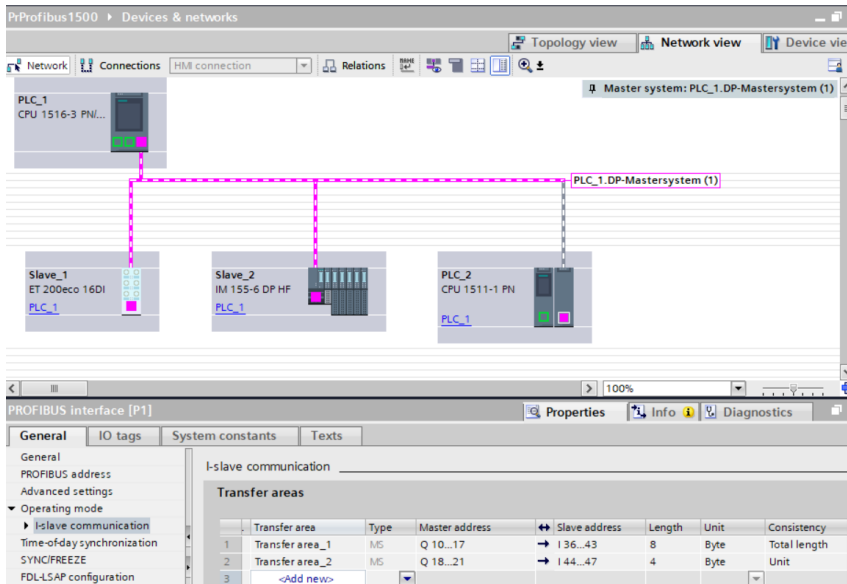 PrProfibus1500 ▸ Devices & networks
Topology view Network view Device vie
Network Connections HMI connection Relations
Master system: PLC_1.DP-Mastersystem (1)
PLC_1
CPU 1516-3 PN/...
PLC_1.DP-Mastersystem (1)
Slave_1
ET 200eco 16DI
PLC_1
Slave_2
IM 155-6 DP HF
PLC_1
PLC_2
CPU 1511-1 PN
PLC_1
100%
PROFIBUS interface [P1]
Properties Info Diagnostics
General IO tags System constants Texts
General
PROFIBUS address
Advanced settings
Operating mode
I-slave communication
Time-of-day synchronization
SYNC/FREEZE
FDL-LSAP configuration
I-slave communication
Transfer areas
... Transfer area Type Master address ↔ Slave address Length Unit Consistency
1 Transfer area_1 MS Q 10...17 → I 36...43 8 Byte Total length
2 Transfer area_2 MS Q 18...21 → I 44...47 4 Byte Unit
3 <Add new>